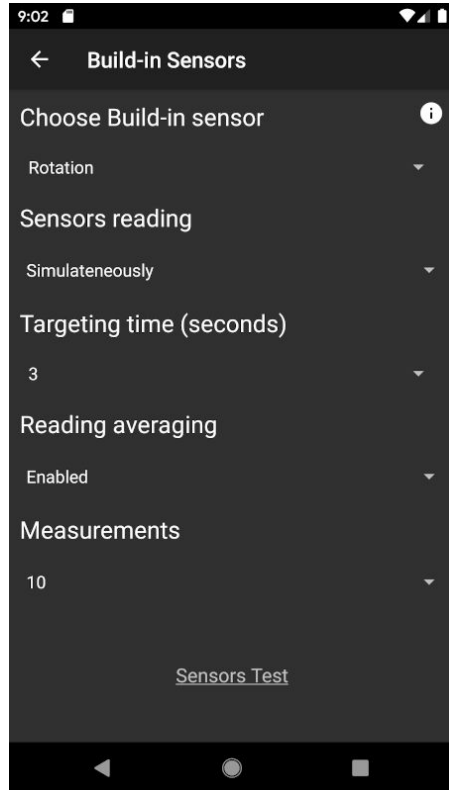 9:02
Build-in Sensors
Choose Build-in sensor
Rotation
Sensors reading
Simulateneously
Targeting time (seconds)
3
Reading averaging
Enabled
Measurements
10
Sensors Test